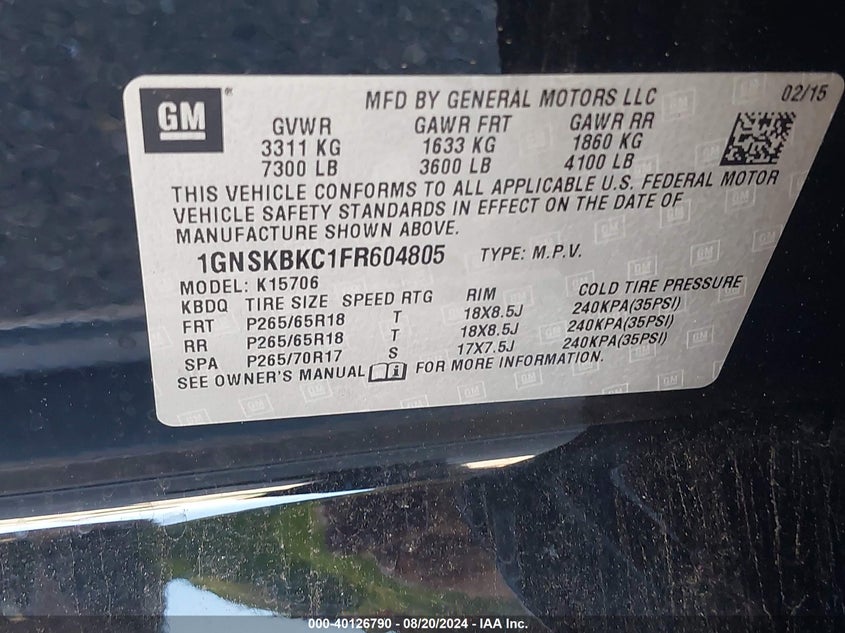 GM
MFD BY GENERAL MOTORS LLC 02/15
GVWR GAWR FRT GAWR RR
3311 KG 1633 KG 1860 KG
7300 LB 3600 LB 4100 LB
THIS VEHICLE CONFORMS TO ALL APPLICABLE U.S. FEDERAL MOTOR
VEHICLE SAFETY STANDARDS IN EFFECT ON THE DATE OF
MANUFACTURE SHOWN ABOVE.
1GNSKBKC1FR604805 TYPE: M.P.V.
MODEL: K15706
KBDQ TIRE SIZE SPEED RTG RIM COLD TIRE PRESSURE
FRT P265/65R18 T 18X8.5J 240KPA(35PSI)
RR P265/65R18 T 18X8.5J 240KPA(35PSI)
SPA P265/70R17 S 17X7.5J 240KPA(35PSI)
SEE OWNER'S MANUAL i FOR MORE INFORMATION.
000-40126790 - 08/20/2024 - IAA Inc.